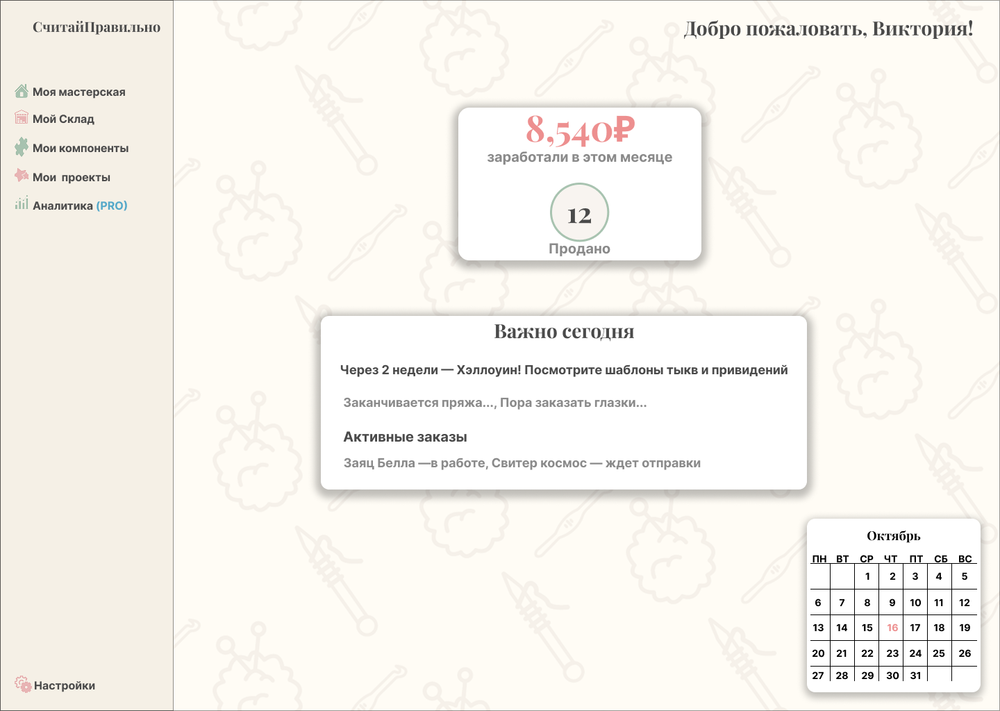 СчитайПравильно
Моя мастерская
Мой Склад
Мои компоненты
Мои проекты
Аналитика (PRO)
Настройки
Добро пожаловать, Виктория!
8,540₽
заработали в этом месяце
12
Продано
Важно сегодня
Через 2 недели — Хэллоуин! Посмотрите шаблоны тыкв и привидений
Заканчивается пряжа..., Пора заказать глазки...
Активные заказы
Заяц Белла —в работе, Свитер космос — ждет отправки
Октябрь
ПН ВТ СР ЧТ ПТ СБ ВС
1 2 3 4 5
6 7 8 9 10 11 12
13 14 15 16 17 18 19
20 21 22 23 24 25 26
27 28 29 30 31